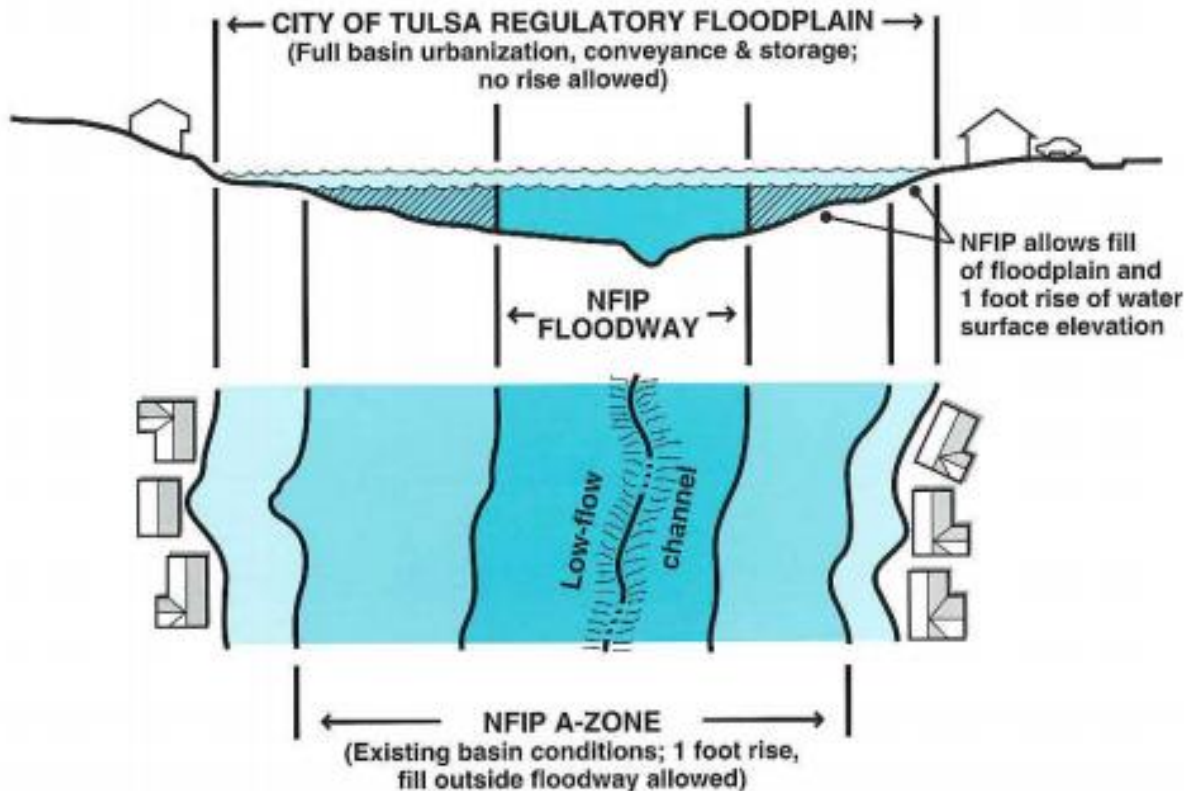 CITY OF TULSA REGULATORY FLOODPLAIN
(Full basin urbanization, conveyance & storage;
no rise allowed)
NFIP allows fill
of floodplain and
1 foot rise of water
surface elevation
NFIP
FLOODWAY
Low-flow
channel
NFIP A-ZONE
(Existing basin conditions; 1 foot rise,
fill outside floodway allowed)